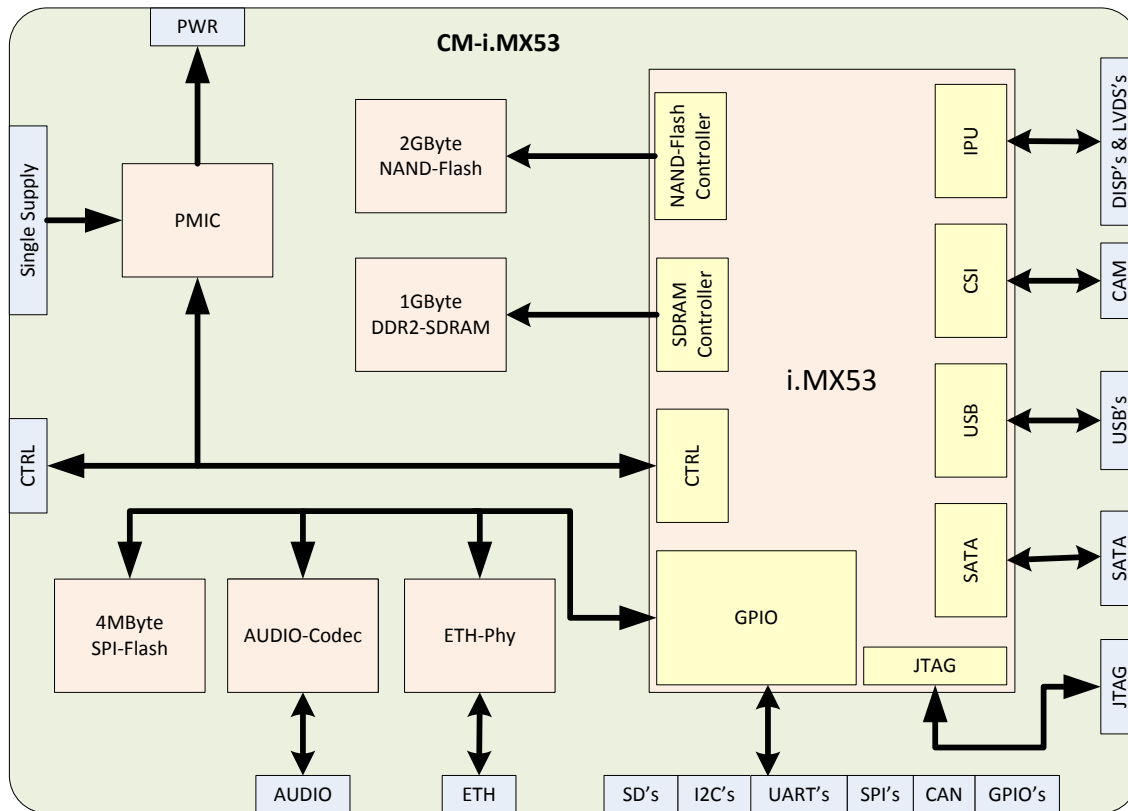 PWR
CM-i.MX53
Single Supply
PMIC
2GByte
NAND-Flash
NAND-Flash
Controller
IPU
DISP's & LVDS's
1GByte
DDR2-SDRAM
SDRAM
Controller
CSI
CAM
i.MX53
USB
USB's
CTRL
CTRL
SATA
SATA
4MByte
SPI-Flash
AUDIO-Codec
ETH-Phy
GPIO
JTAG
JTAG
AUDIO
ETH
SD's
I2C's
UART's
SPI's
CAN
GPIO's